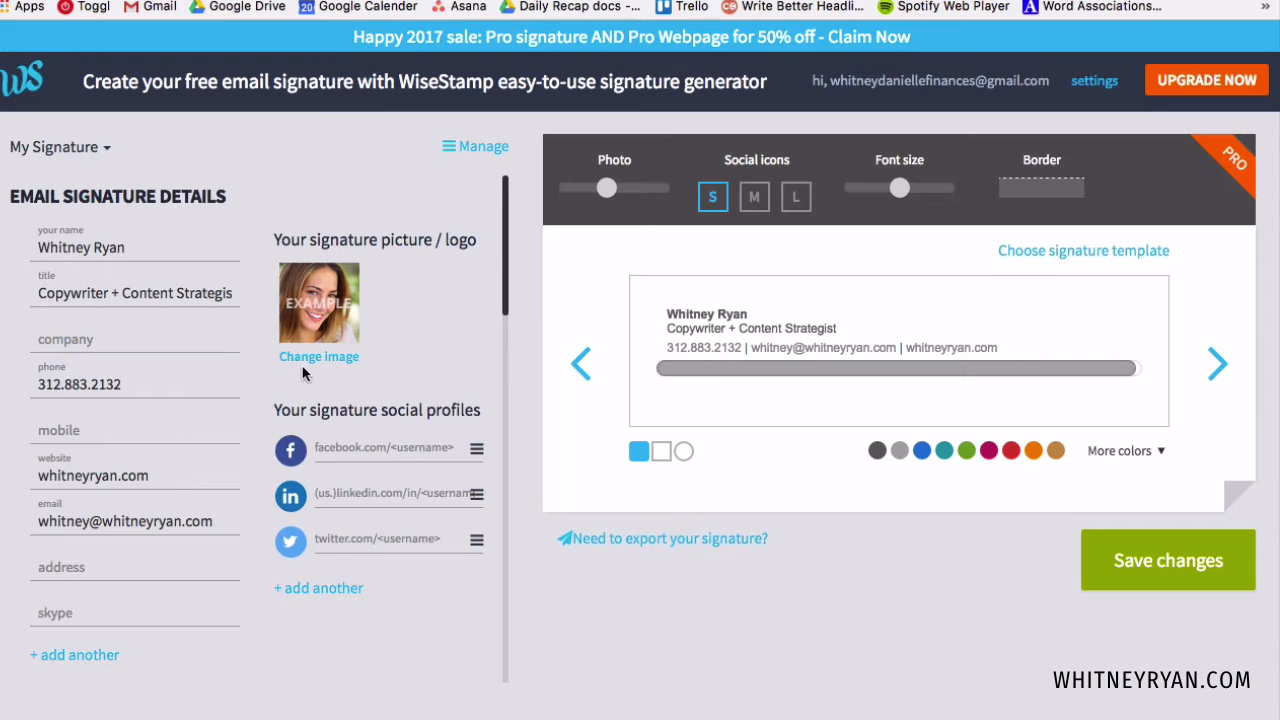 Apps Toggl Gmail Google Drive 20 Google Calender Asana Daily Recap docs -... Trello Write Better Headli... Spotify Web Player A Word Associations... »
Happy 2017 sale: Pro signature AND Pro Webpage for 50% off - Claim Now
WS Create your free email signature with WiseStamp easy-to-use signature generator hi, whitneydaniellefinances@gmail.com settings UPGRADE NOW
My Signature Manage
EMAIL SIGNATURE DETAILS
your name
Whitney Ryan
title
Copywriter + Content Strategis
company
phone
312.883.2132
mobile
website
whitneyryan.com
email
whitney@whitneyryan.com
address
skype
+ add another
Your signature picture / logo
EXAMPLE
Change image
Your signature social profiles
f facebook.com/<username>
in (us.)linkedin.com/in/<usernam
twitter.com/<username>
+ add another
Photo Social icons Font size Border
S M L
PRO
Choose signature template
Whitney Ryan
Copywriter + Content Strategist
312.883.2132 | whitney@whitneyryan.com | whitneyryan.com
More colors ▼
Need to export your signature?
Save changes
WHITNEYRYAN.COM